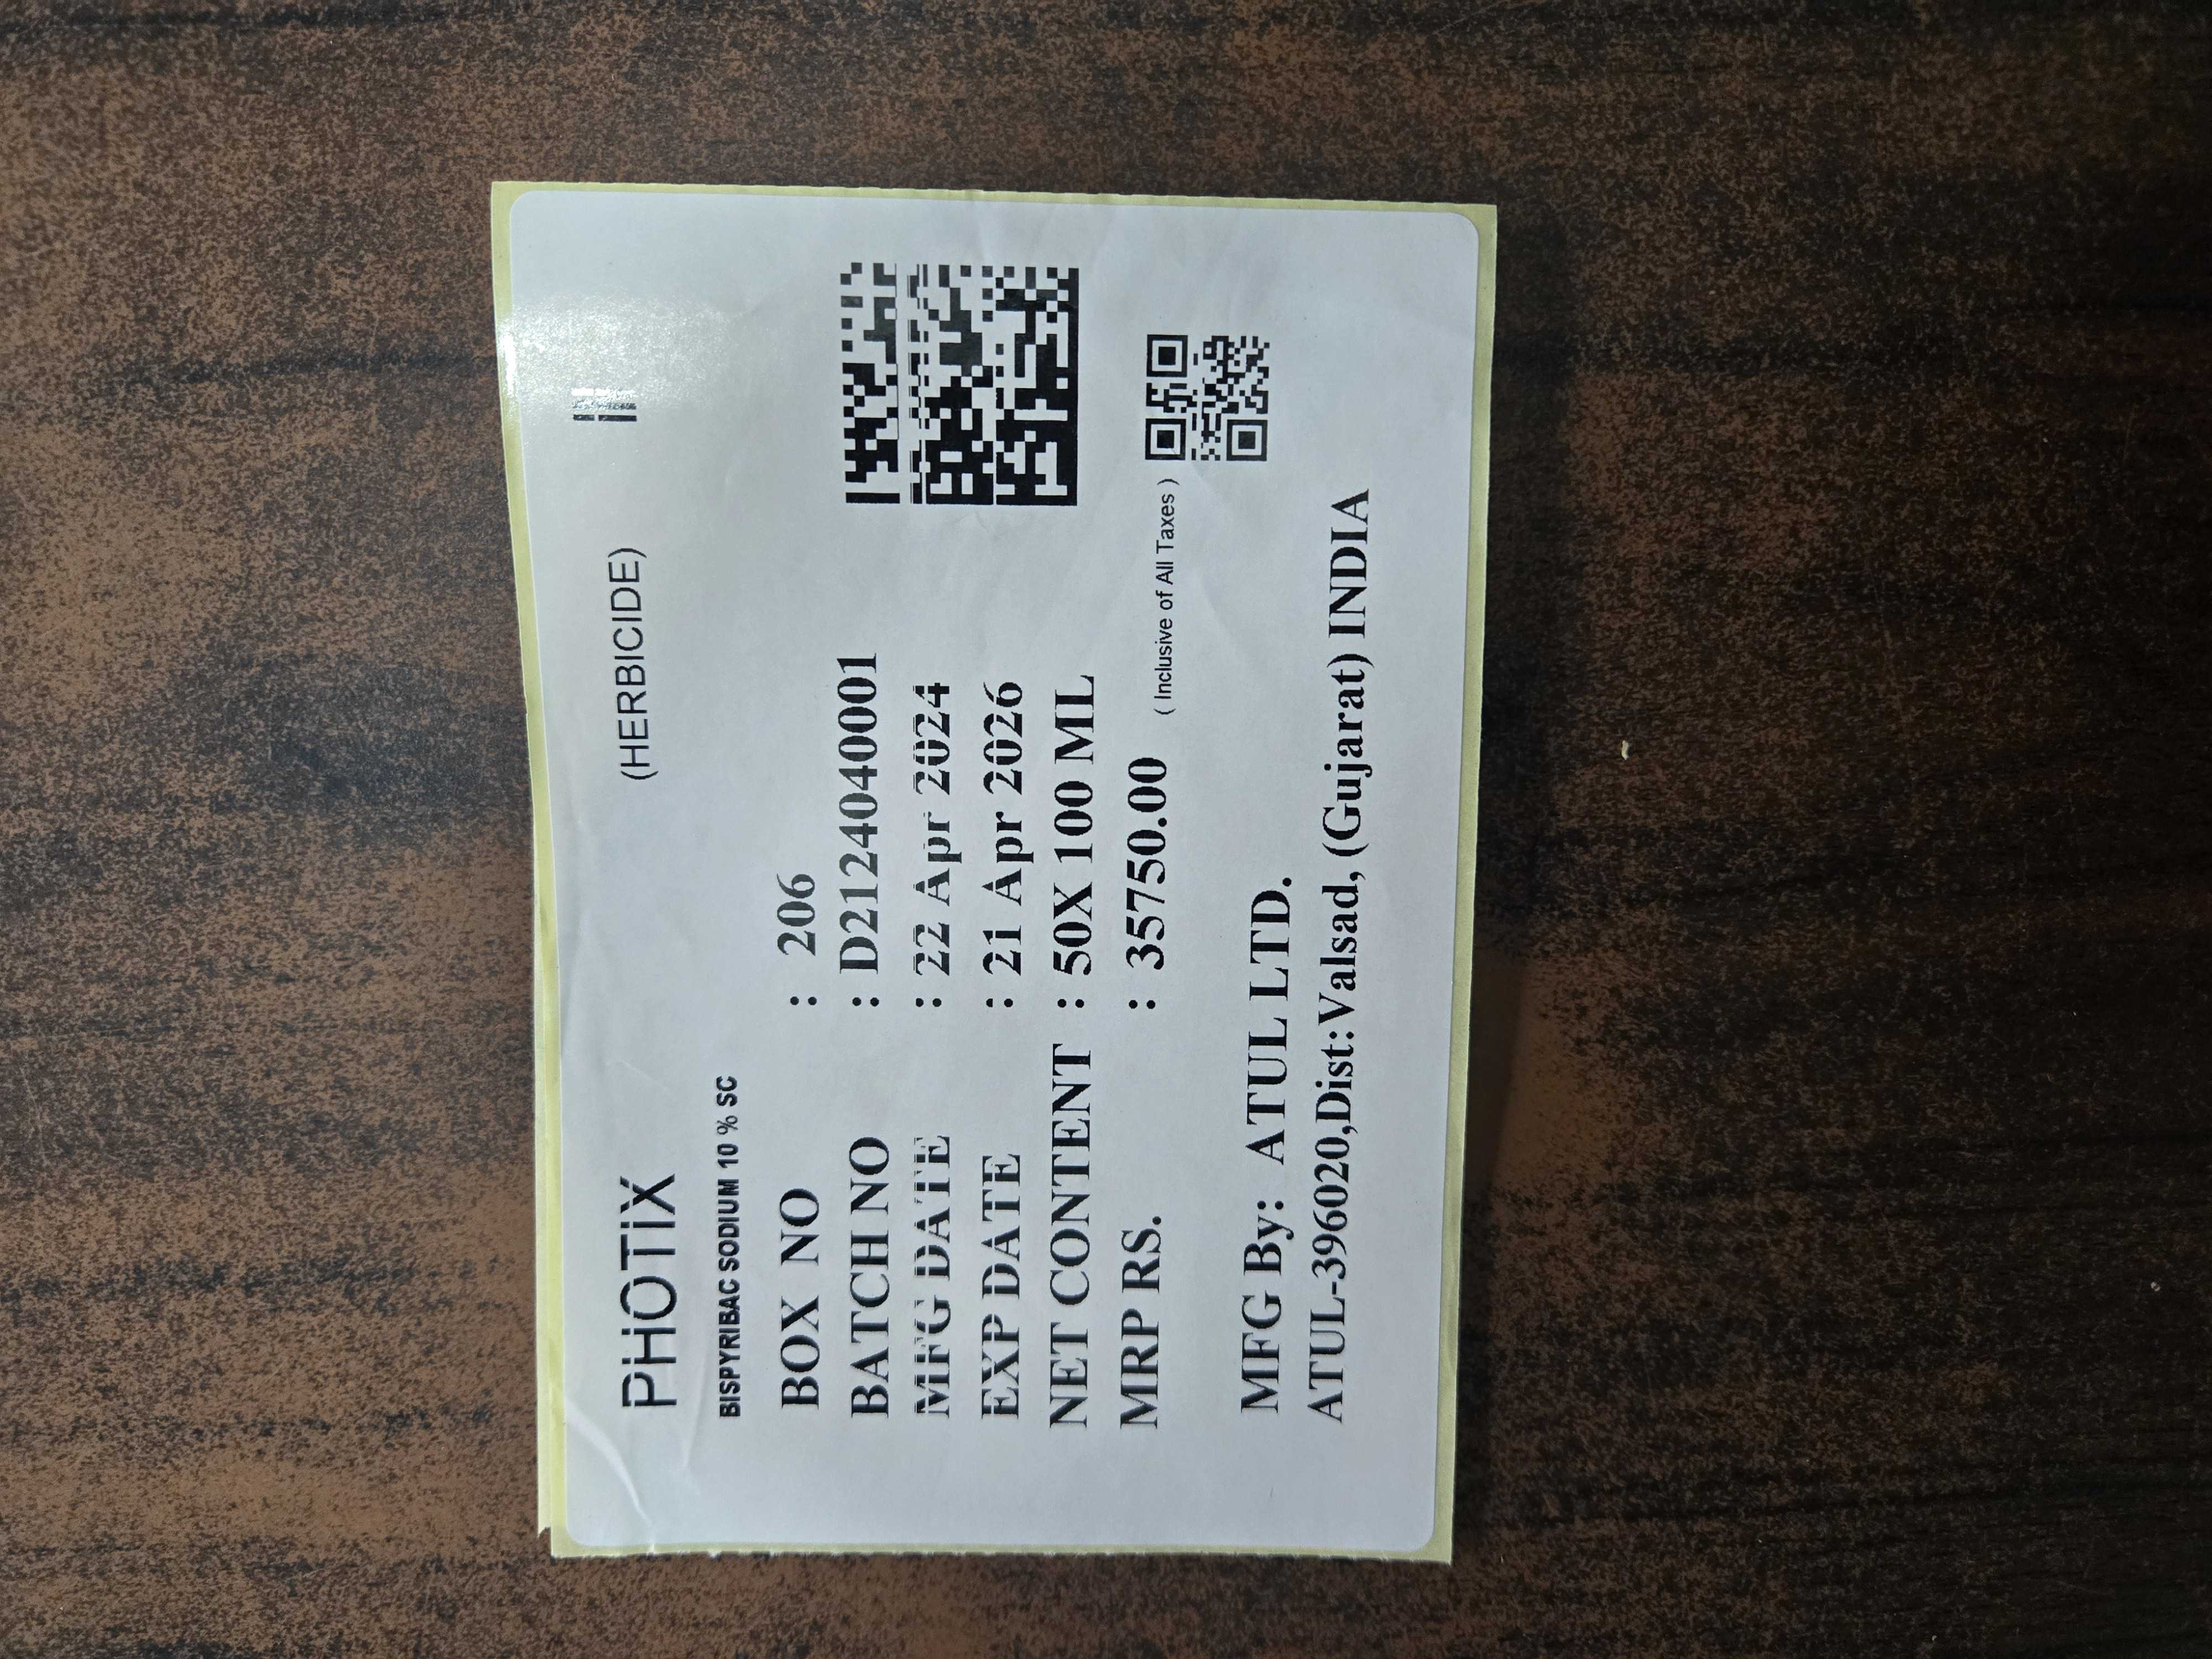 PHOTIX (HERBICIDE)
BISPYRIBAC SODIUM 10 % SC
BOX NO : 206
BATCH NO : D2124040001
MFG DATE : 22 Apr 2024
EXP DATE : 21 Apr 2026
NET CONTENT : 50X 100 ML
MRP RS. : 35750.00 ( Inclusive of All Taxes )
MFG By: ATUL LTD.
ATUL-396020,Dist:Valsad, (Gujarat) INDIA